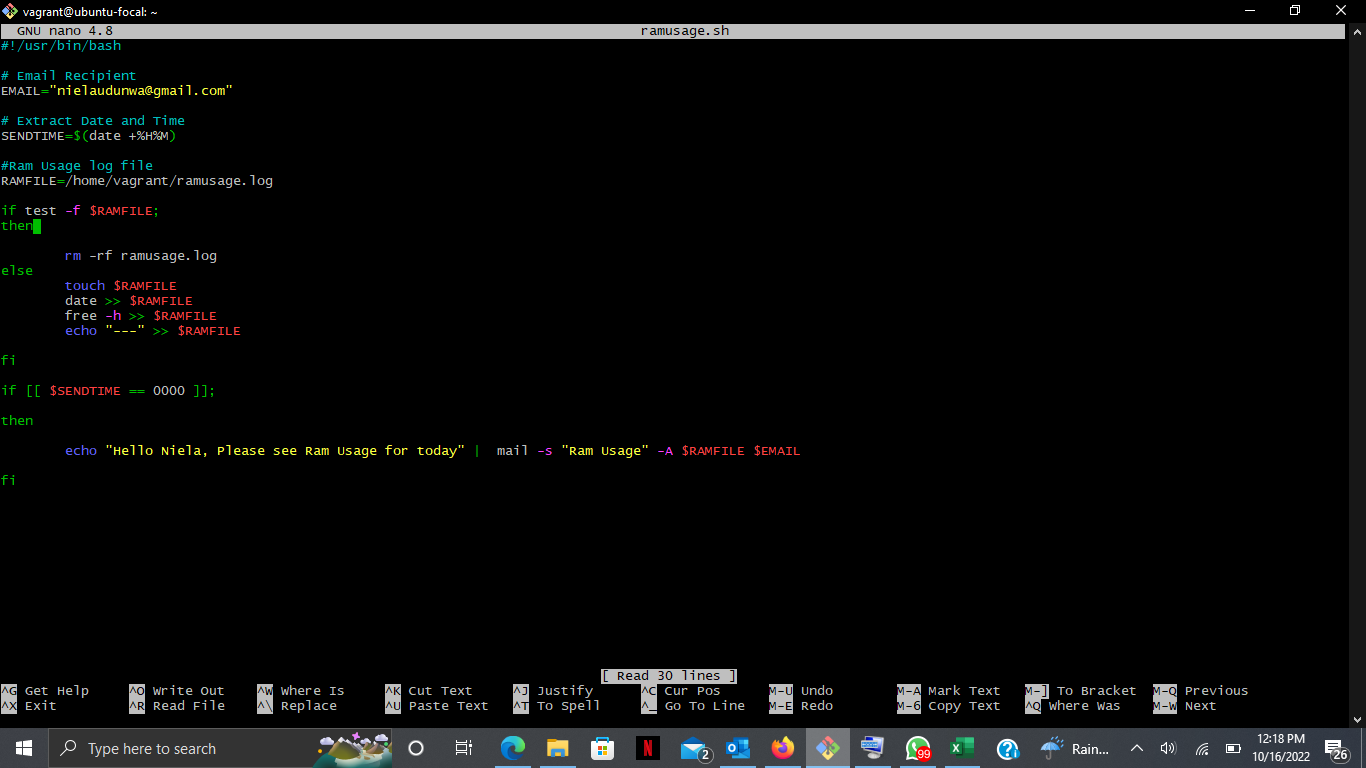 vagrant@ubuntu-focal: ~
GNU nano 4.8 ramusage.sh
#!/usr/bin/bash
# Email Recipient
EMAIL="nielaudunwa@gmail.com"
# Extract Date and Time
SENDTIME=$(date +%H%M)
#Ram Usage log file
RAMFILE=/home/vagrant/ramusage.log
if test -f $RAMFILE;
then
rm -rf ramusage.log
else
touch $RAMFILE
date >> $RAMFILE
free -h >> $RAMFILE
echo "---" >> $RAMFILE
fi
if [[ $SENDTIME == 0000 ]];
then
echo "Hello Niela, Please see Ram Usage for today" |  mail -s "Ram Usage" -A $RAMFILE $EMAIL
fi
[ Read 30 lines ]
^G Get Help ^O Write Out ^W Where Is ^K Cut Text ^J Justify ^C Cur Pos M-U Undo M-A Mark Text M-] To Bracket M-Q Previous
^X Exit ^R Read File ^\ Replace ^U Paste Text ^T To Spell ^_ Go To Line M-E Redo M-6 Copy Text ^Q Where Was M-W Next
Type here to search 2 99 Rain... 12:18 PM
10/16/2022 26